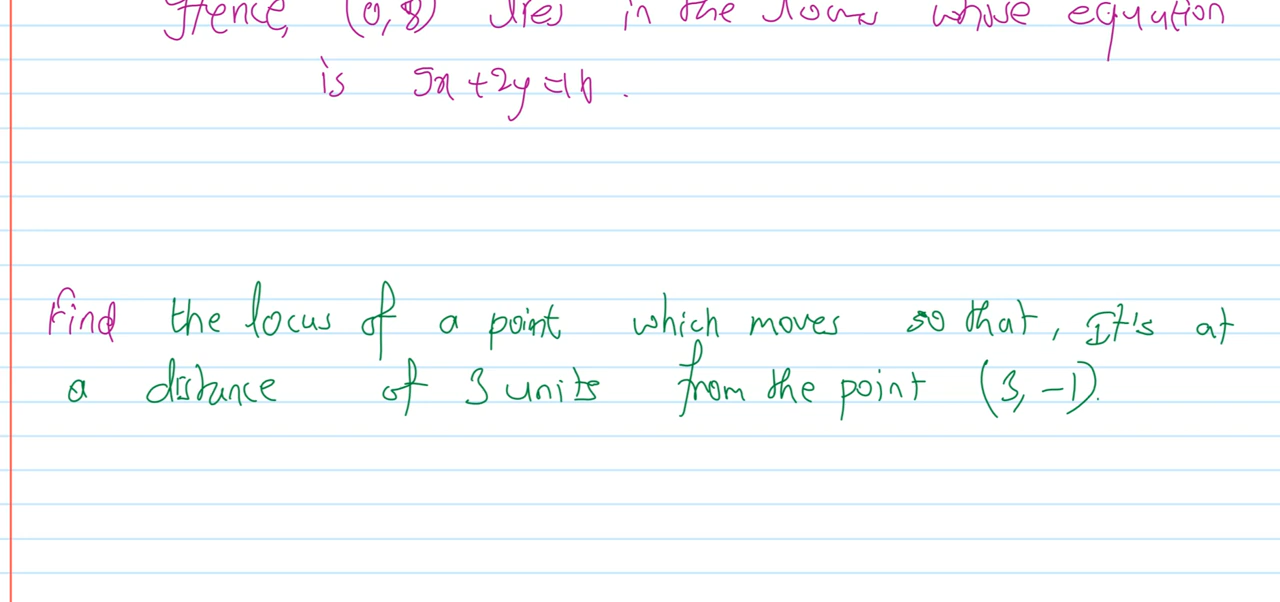 Hence, (0,8) lies in the locus whose equation
is 5x +2y =16 .
Find the locus of a point which moves so that, It's at
a distance of 3 units from the point (3, -1).